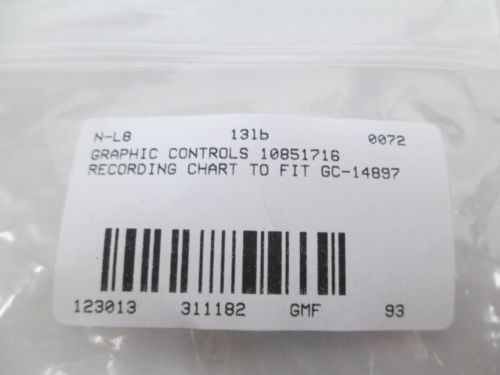 N-L8 131b 0072
GRAPHIC CONTROLS 10851716
RECORDING CHART TO FIT GC-14897
123013 311182 GMF 93